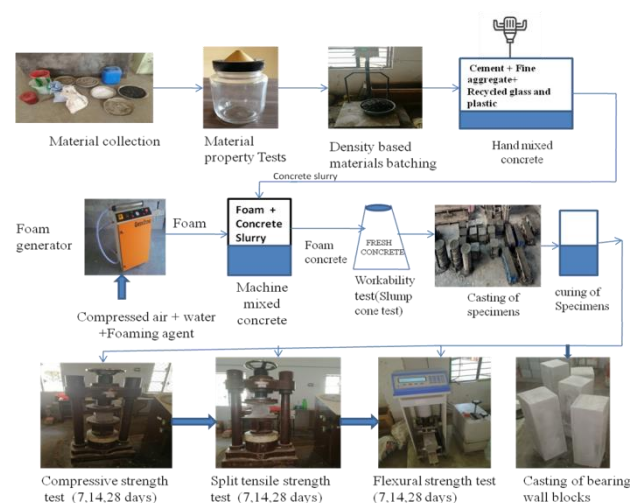 Cement + Fine
aggregate+
Recycled glass and
plastic
Material collection
Material
property Tests
Density based
materials batching
Hand mixed
concrete
Concrete slurry
Foam
generator
Foam
Foam +
Concrete
Slurry
Foam
concrete
FRESH
CONCRETE
Compressed air + water
+Foaming agent
Machine
mixed
concrete
Workability
test(Slump
cone test)
Casting of
specimens
curing of
Specimens
Compressive strength
test (7,14,28 days)
Split tensile strength
test (7,14,28 days)
Flexural strength test
(7,14,28 days)
Casting of bearing
wall blocks